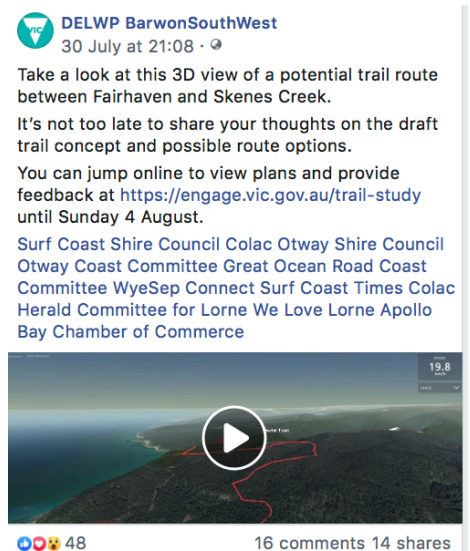 VIC
DELWP BarwonSouthWest
30 July at 21:08 ·
Take a look at this 3D view of a potential trail route
between Fairhaven and Skenes Creek.
It's not too late to share your thoughts on the draft
trail concept and possible route options.
You can jump online to view plans and provide
feedback at https://engage.vic.gov.au/trail-study
until Sunday 4 August.
Surf Coast Shire Council Colac Otway Shire Council
Otway Coast Committee Great Ocean Road Coast
Committee WyeSep Connect Surf Coast Times Colac
Herald Committee for Lorne We Love Lorne Apollo
Bay Chamber of Commerce
SPEED
19.8
km/h
Trail
48
16 comments 14 shares